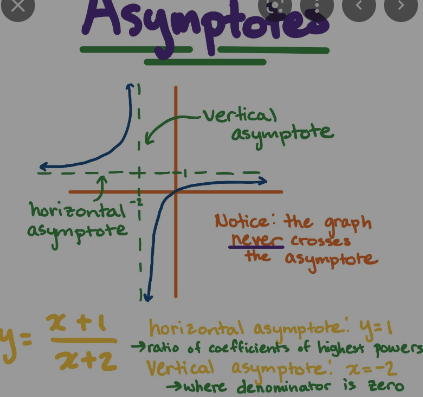 Asymptotes
vertical
asymptote
1
-2
horizontal
asymptote
Notice: the graph
never crosses
the asymptote
y = x+1 / x+2
horizontal asymptote: y=1
→ratio of coefficients of highest powers
vertical asymptote: x=-2
→where denominator is zero